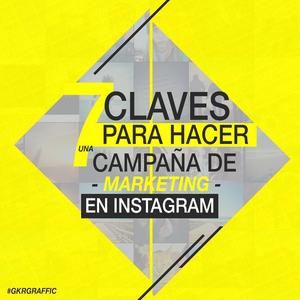 7 CLAVES
PARA HACER
UNA
CAMPAÑA DE
- MARKETING -
EN INSTAGRAM
#GKRGRAFFIC